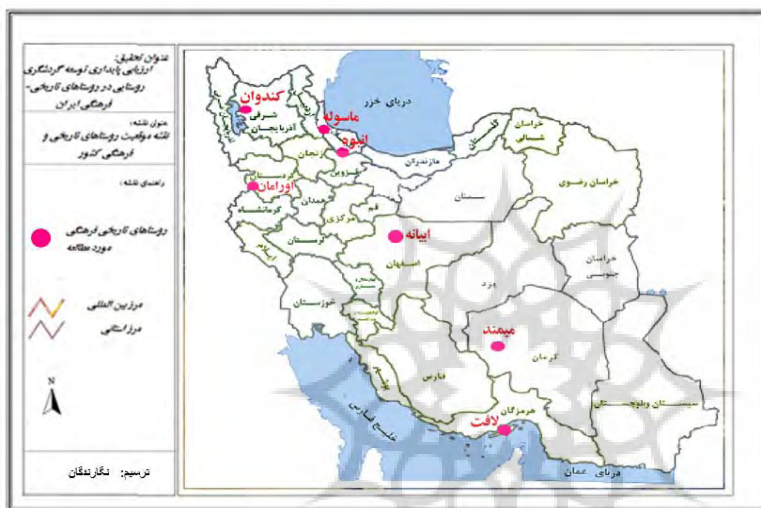 عنوان تحقیق:
ارزیابی پایداری توسعه گردشگری
روستایی در روستاهای تاریخی-
فرهنگی ایران
عنوان نقشه:
نقشه موقعیت روستاهای تاریخی و
فرهنگی کشور
راهنمای نقشه:
روستاهای تاریخی فرهنگی
مورد مطالعه
مرز بین المللی
مرز استانی
N
ترسیم: نگارندگان
دریای خزر
کندوان
شرقی
آذربایجان
ماسوله
انبوه
زنجان
قزوین
مازندران
گلستان
خراسان
شمالی
خراسان رضوی
سمنان
کردستان
اورامان
همدان
کرمانشاه
مرکزی
قم
لرستان
ایلام
ابیانه
اصفهان
یزد
خراسان
جنوبی
خوزستان
میمند
کرمان
فارس
هرمزگان
لافت
سیستان وبلوچستان
خلیج فارس
دریای عمان